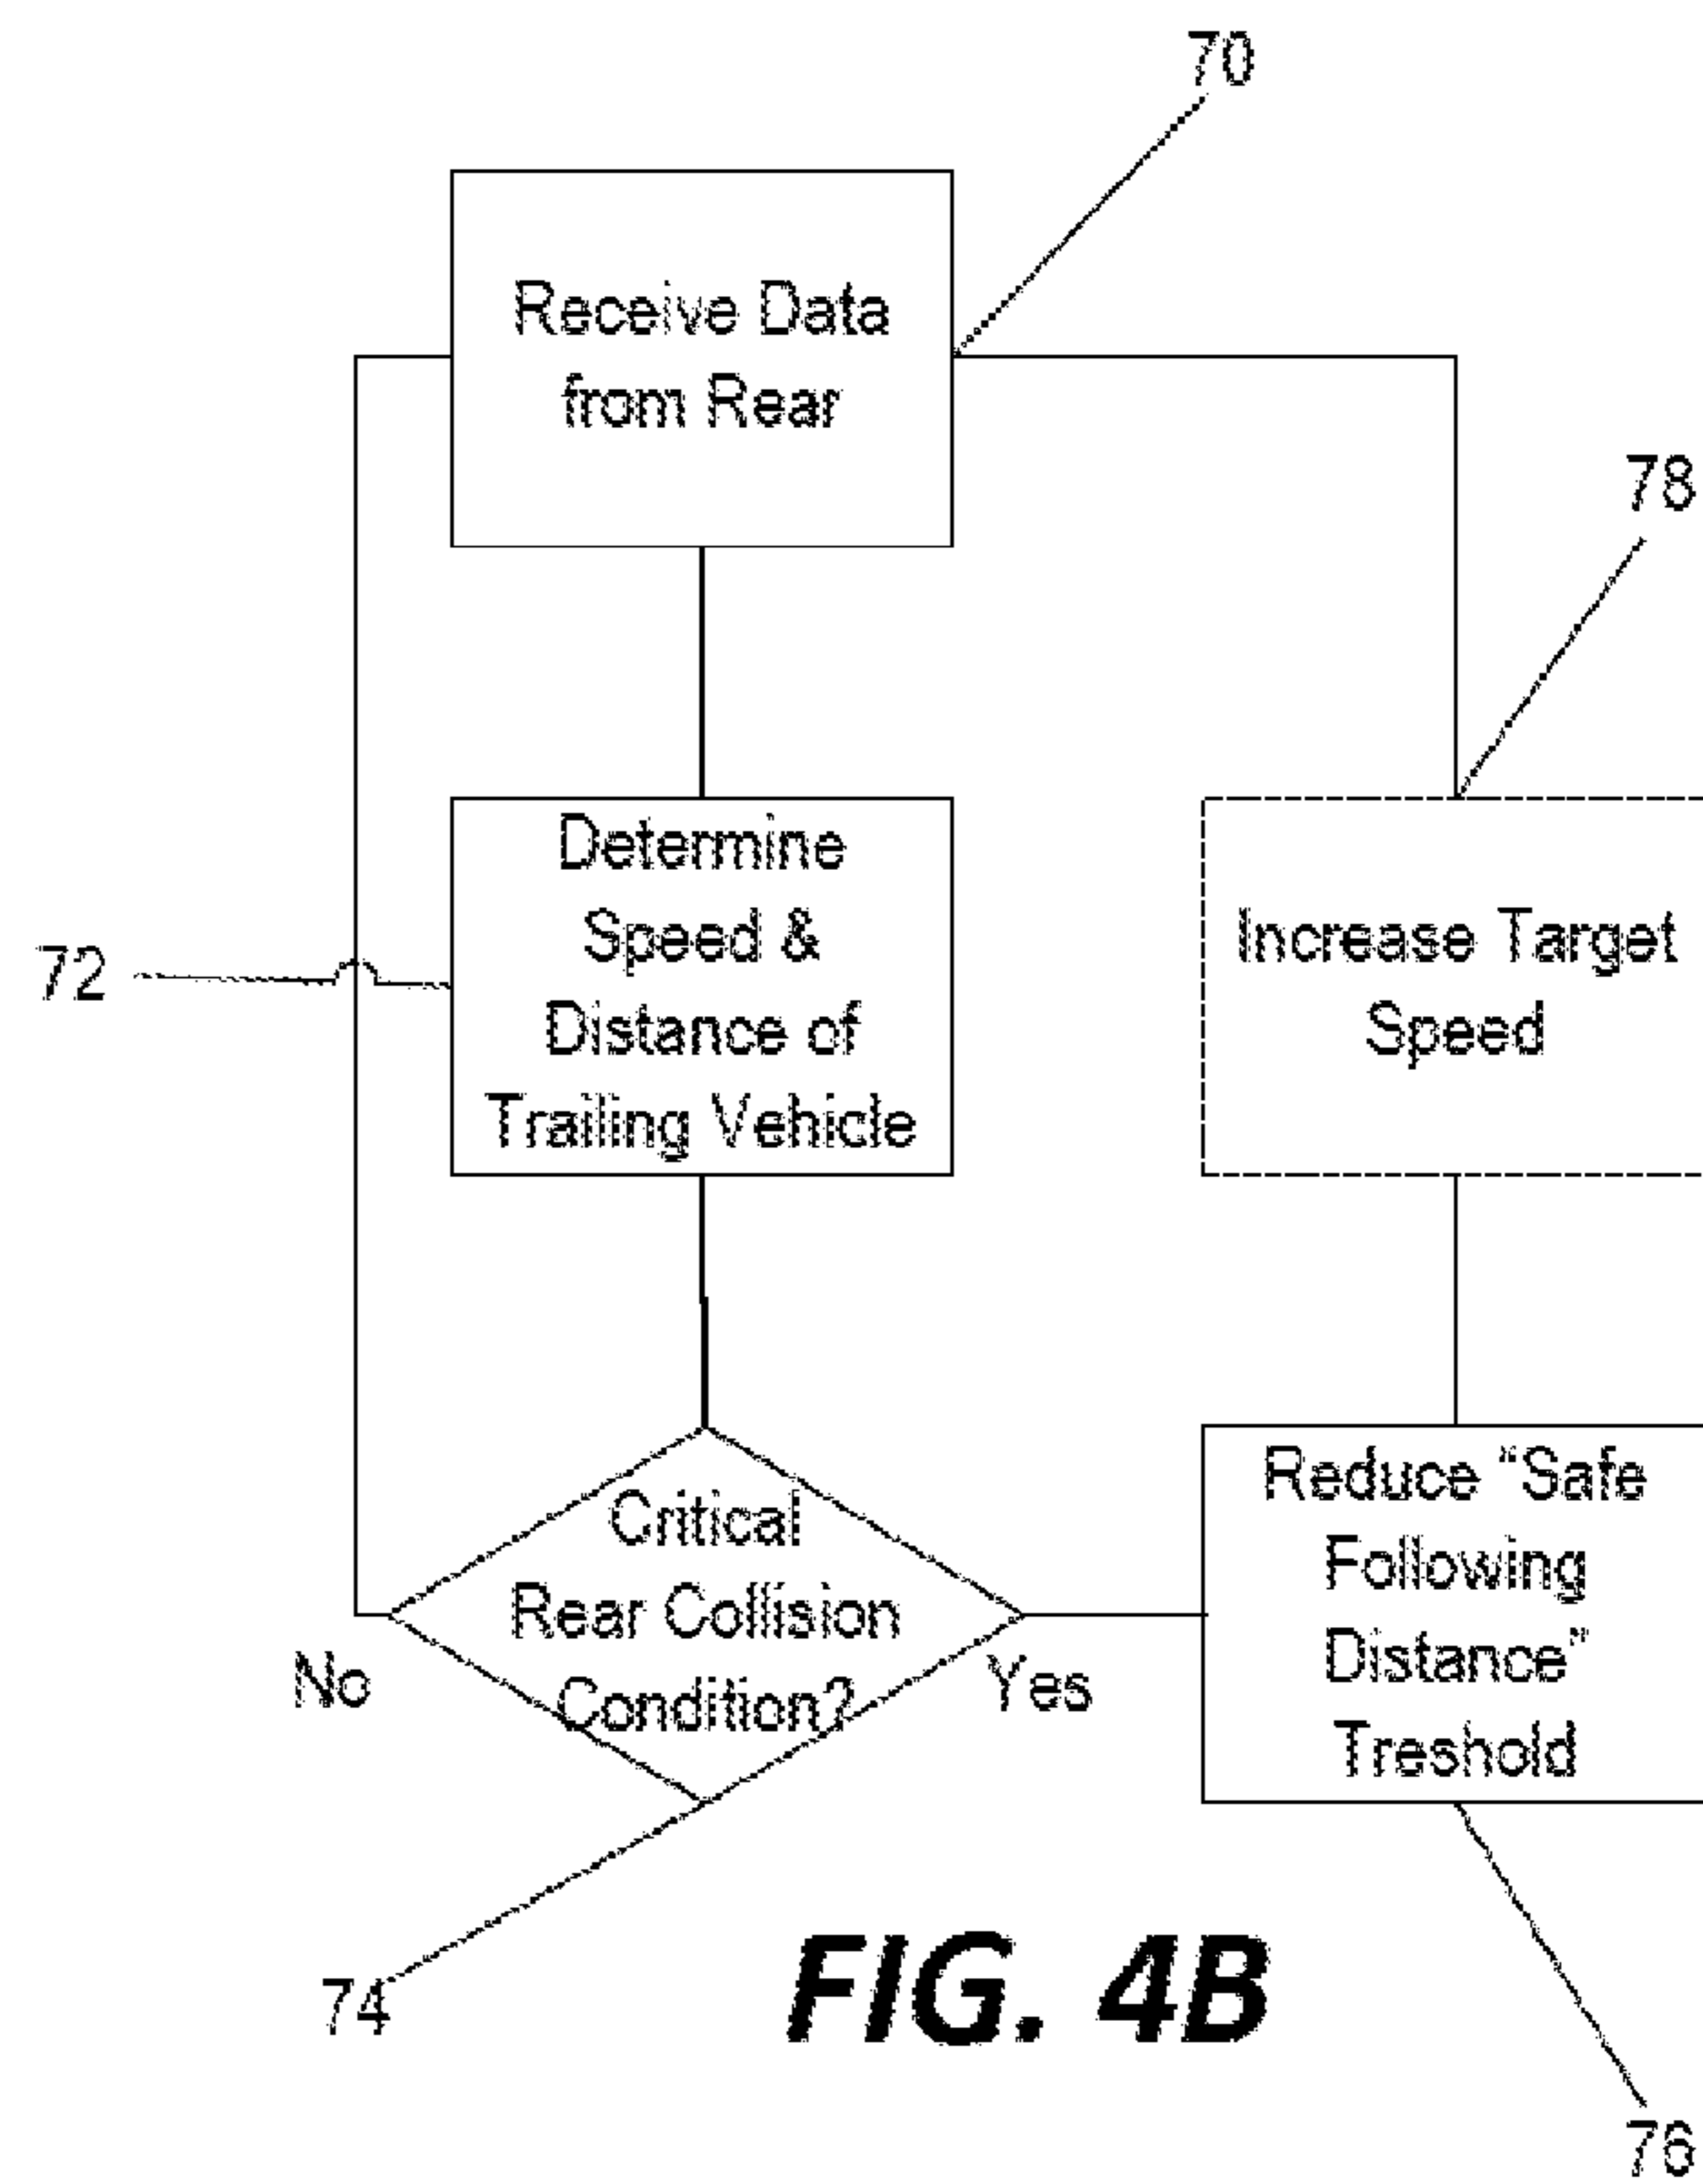 70
Receive Data
from Rear
78
Determine
Speed &
Distance of
Trailing Vehicle
72
Increase Target
Speed
Critical
Rear Collision
Condition?
No
Yes
Reduce “Safe
Following
Distance”
Treshold
74
FIG. 4B
76